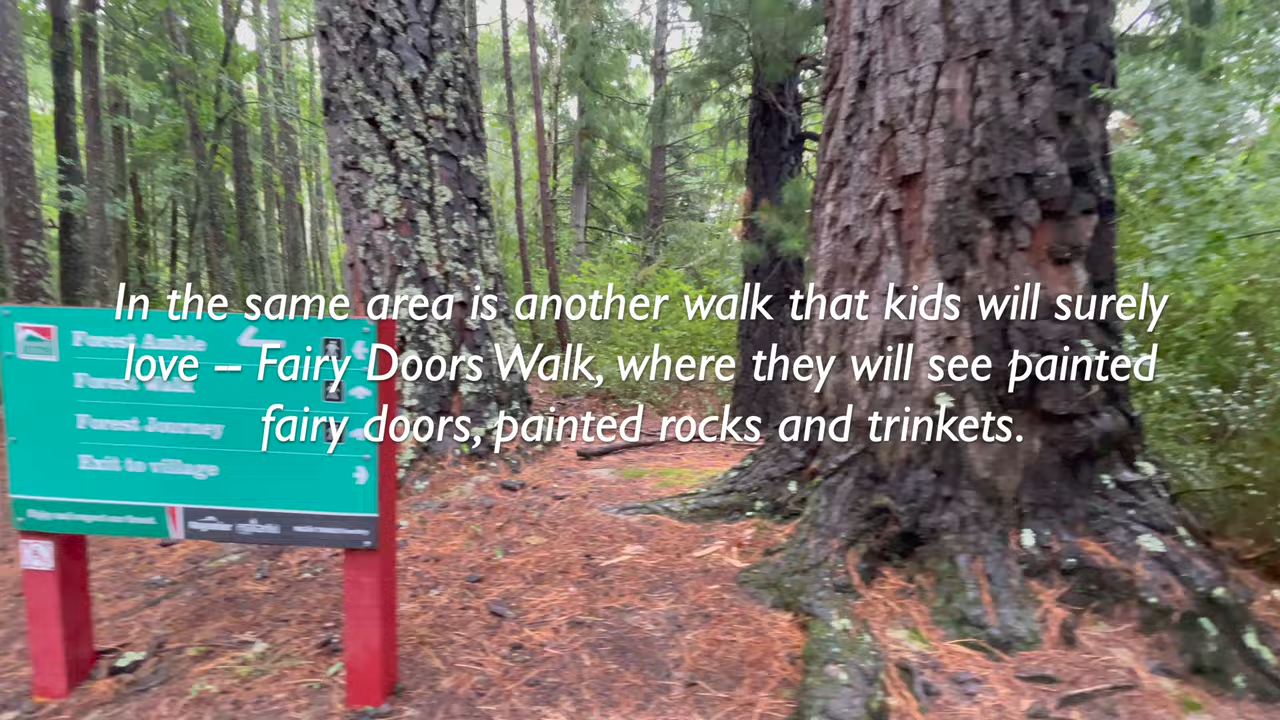 In the same area is another walk that kids will surely
love -- Fairy Doors Walk, where they will see painted
fairy doors, painted rocks and trinkets.
Forest Amble
Forest
Forest Journey
Exit to village